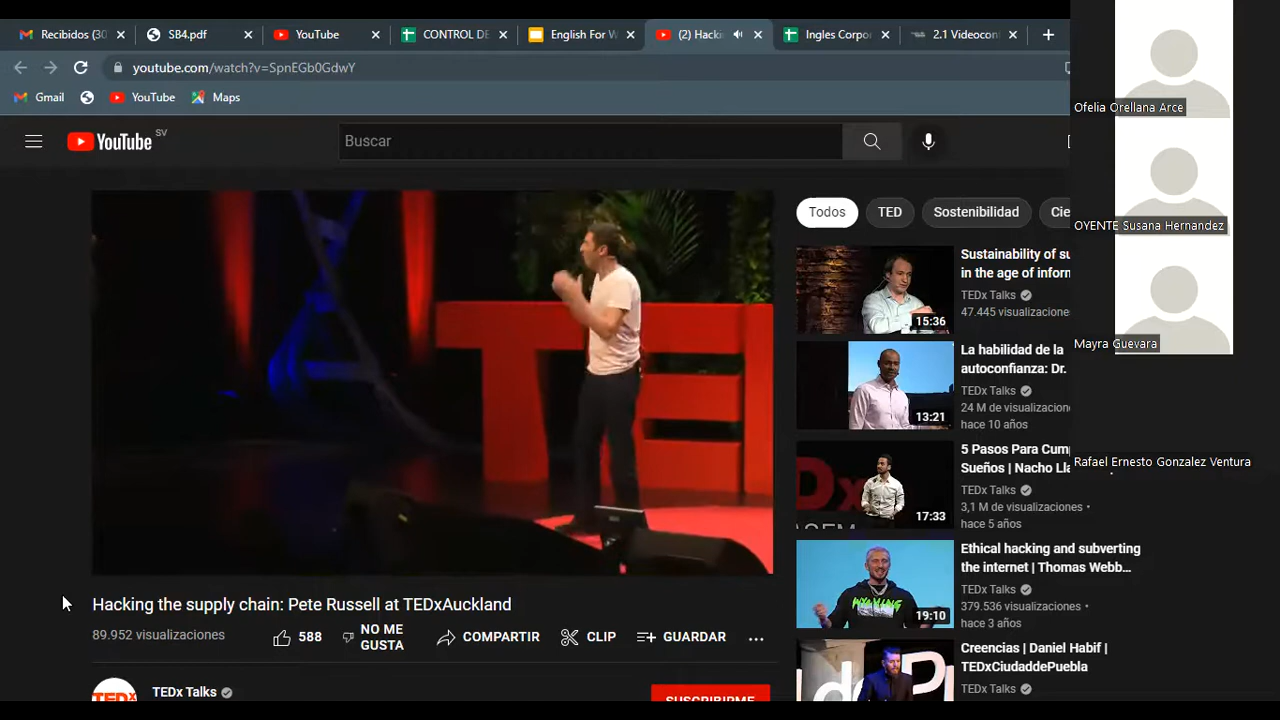 Recibidos (30
SB4.pdf
YouTube
CONTROL DE
English For W
(2) Hacki
Ingles Corpo
2.1 Videocon
youtube.com/watch?v=SpnEGb0GdwY
Gmail
YouTube
Maps
YouTube SV
Buscar
Todos
TED
Sostenibilidad
Cie
Sustainability of su
in the age of inform
TEDx Talks
47.445 visualizaciones
15:36
La habilidad de la
autoconfianza: Dr.
TEDx Talks
24 M de visualizaciones
hace 10 años
13:21
5 Pasos Para Cump
Sueños | Nacho Lla
TEDx Talks
3,1 M de visualizaciones •
hace 5 años
17:33
Ethical hacking and subverting
the internet | Thomas Webb...
TEDx Talks
379.536 visualizaciones •
hace 3 años
19:10
Creencias | Daniel Habif |
TEDxCiudaddePuebla
TEDx Talks
Hacking the supply chain: Pete Russell at TEDxAuckland
89.952 visualizaciones
588
NO ME
GUSTA
COMPARTIR
CLIP
GUARDAR
TEDx Talks
SUSCRIBIRME
Ofelia Orellana Arce
OYENTE Susana Hernandez
Mayra Guevara
Rafael Ernesto Gonzalez Ventura